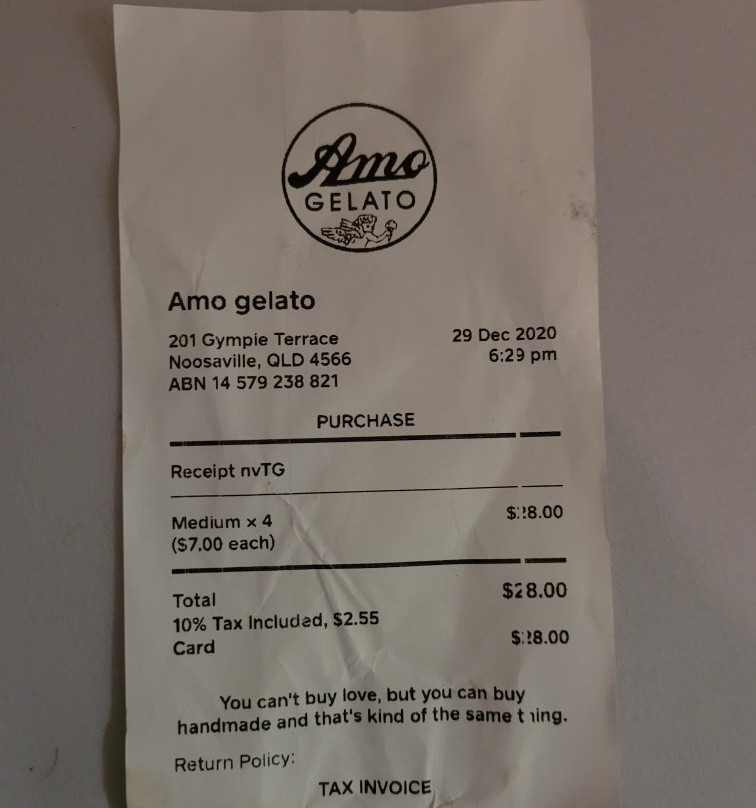 Amo
GELATO
Amo gelato
201 Gympie Terrace
29 Dec 2020
Noosaville, QLD 4566
6:29 pm
ABN 14 579 238 821
PURCHASE
Receipt nvTG
Medium x 4
$28.00
($7.00 each)
Total
$28.00
10% Tax Included, $2.55
Card
$28.00
You can't buy love, but you can buy
handmade and that's kind of the same thing.
Return Policy:
TAX INVOICE